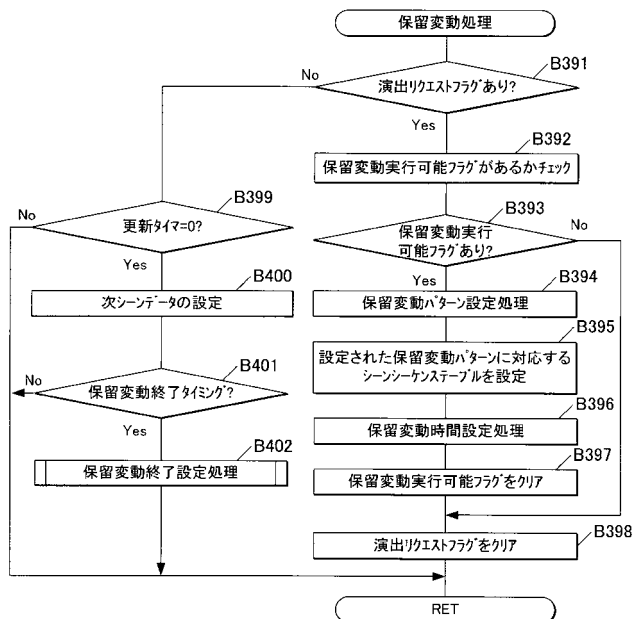 保留変動処理
B391
No
演出リクエストフラグあり?
Yes
B392
保留変動実行可能フラグがあるかチェック
B393
保留変動実行
可能フラグあり?
No
Yes
B394
保留変動パターン設定処理
B395
設定された保留変動パターンに対応する
シーンシーケンステーブルを設定
B396
保留変動時間設定処理
B397
保留変動実行可能フラグをクリア
B398
演出リクエストフラグをクリア
B399
No
更新タイマ=0?
Yes
B400
次シーンデータの設定
B401
No
保留変動終了タイミング?
Yes
B402
保留変動終了設定処理
RET